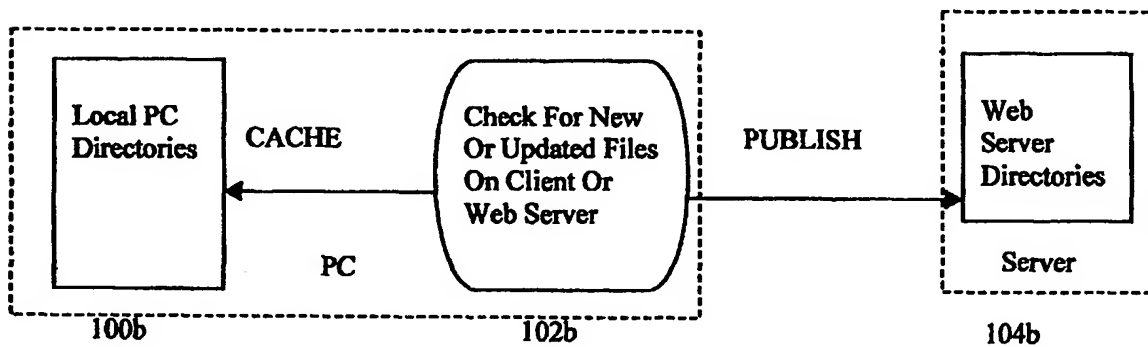 Local PC
Directories
CACHE
Check For New
Or Updated Files
On Client Or
Web Server
PUBLISH
Web
Server
Directories
PC
Server
100b
102b
104b